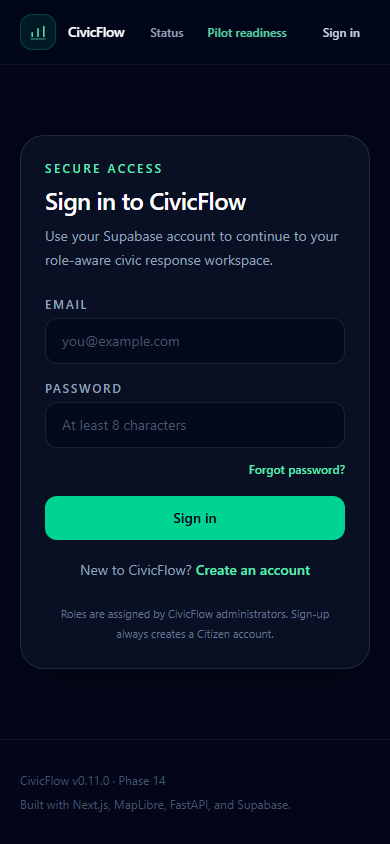 CivicFlow Status Pilot readiness Sign in
SECURE ACCESS
Sign in to CivicFlow
Use your Supabase account to continue to your
role-aware civic response workspace.
EMAIL
you@example.com
PASSWORD
At least 8 characters
Forgot password?
Sign in
New to CivicFlow? Create an account
Roles are assigned by CivicFlow administrators. Sign-up
always creates a Citizen account.
CivicFlow v0.11.0 · Phase 14
Built with Next.js, MapLibre, FastAPI, and Supabase.